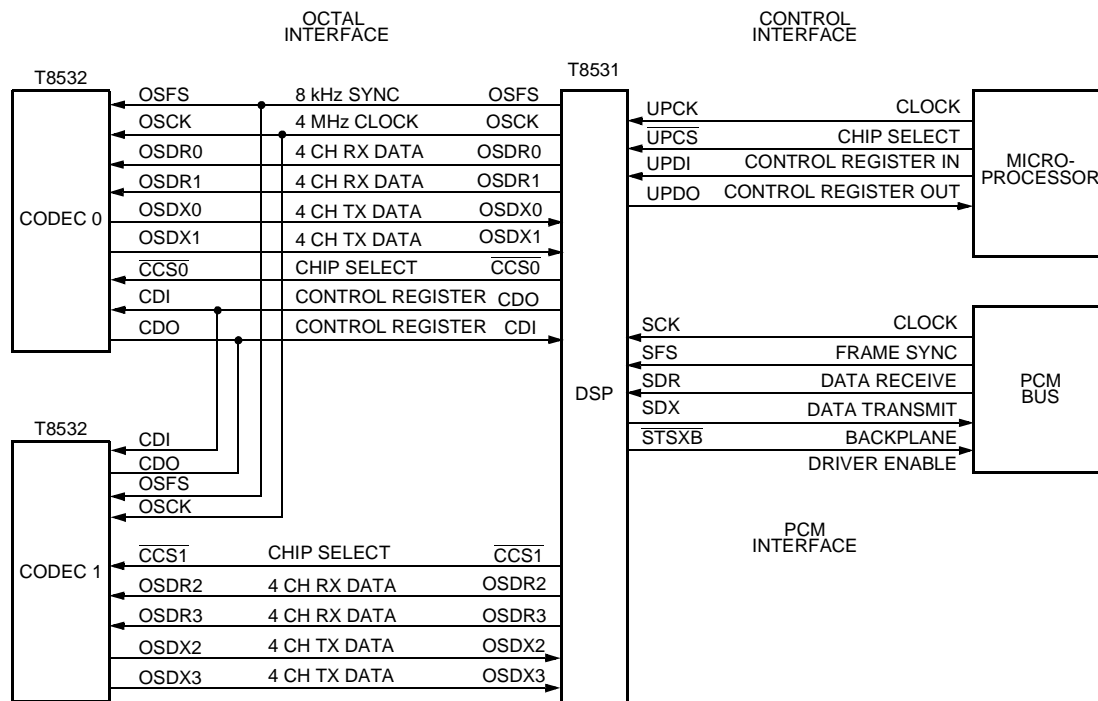 OCTAL
INTERFACE
CONTROL
INTERFACE
T8532
T8531
OSFS 8 kHz SYNC OSFS
OSCK 4 MHz CLOCK OSCK
OSDR0 4 CH RX DATA OSDR0
OSDR1 4 CH RX DATA OSDR1
OSDX0 4 CH TX DATA OSDX0
OSDX1 4 CH TX DATA OSDX1
CCS0 CHIP SELECT CCS0
CDI CONTROL REGISTER CDO
CDO CONTROL REGISTER CDI
CODEC 0
UPCK CLOCK
UPCS CHIP SELECT
UPDI CONTROL REGISTER IN
UPDO CONTROL REGISTER OUT
MICRO-
PROCESSOR
DSP
SCK CLOCK
SFS FRAME SYNC
SDR DATA RECEIVE
SDX DATA TRANSMIT
STSXB BACKPLANE
DRIVER ENABLE
PCM
BUS
PCM
INTERFACE
T8532
CDI
CDO
OSFS
OSCK
CODEC 1
CCS1 CHIP SELECT CCS1
OSDR2 4 CH RX DATA OSDR2
OSDR3 4 CH RX DATA OSDR3
OSDX2 4 CH TX DATA OSDX2
OSDX3 4 CH TX DATA OSDX3